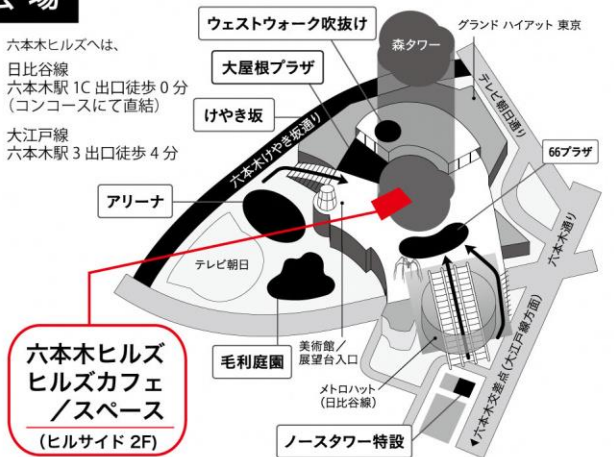 会場
六本木ヒルズへは、
日比谷線
六本木駅 1C 出口徒歩 0 分
(コンコースにて直結)
大江戸線
六本木駅 3 出口徒歩 4 分
ウェストウォーク吹抜け
大屋根プラザ
けやき坂
アリーナ
森タワー
グランド ハイアット 東京
テレビ朝日通り
66プラザ
六本木けやき坂通り
六本木通り
テレビ朝日
毛利庭園
美術館/
展望台入口
メトロハット
(日比谷線)
◀六本木交差点(大江戸線方面)
ノースタワー特設
六本木ヒルズ
ヒルズカフェ
/スペース
(ヒルサイド 2F)